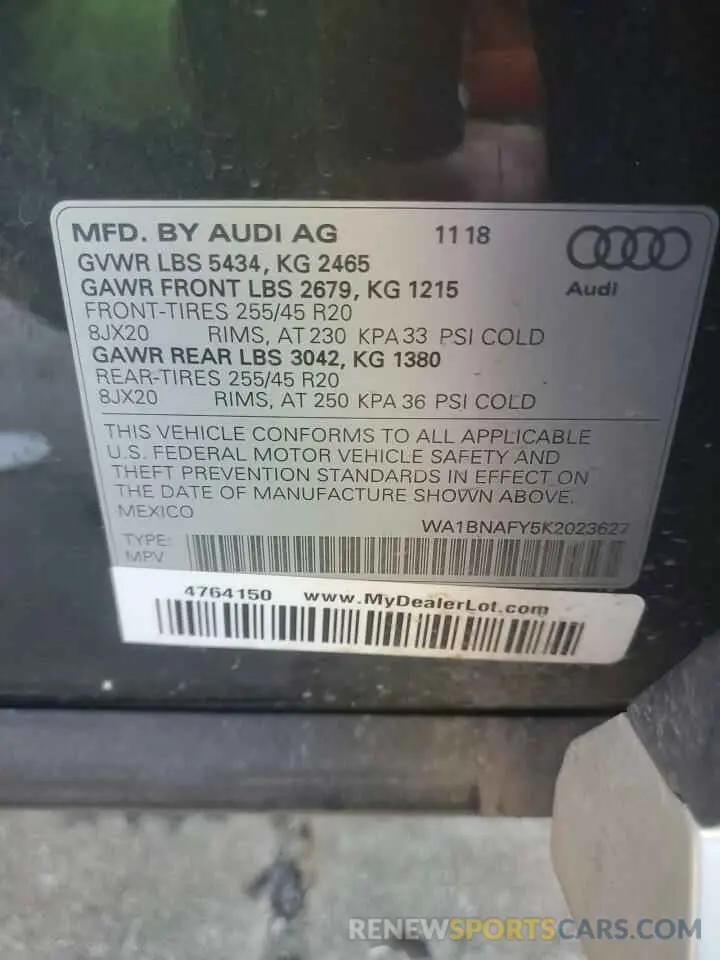 MFD. BY AUDI AG 11 18
Audi
GVWR LBS 5434, KG 2465
GAWR FRONT LBS 2679, KG 1215
FRONT-TIRES 255/45 R20
8JX20 RIMS, AT 230 KPA 33 PSI COLD
GAWR REAR LBS 3042, KG 1380
REAR-TIRES 255/45 R20
8JX20 RIMS, AT 250 KPA 36 PSI COLD
THIS VEHICLE CONFORMS TO ALL APPLICABLE
U.S. FEDERAL MOTOR VEHICLE SAFETY AND
THEFT PREVENTION STANDARDS IN EFFECT ON
THE DATE OF MANUFACTURE SHOWN ABOVE.
MEXICO
WA1BNAFY5K2023627
TYPE:
MPV
4764150 www.MyDealerLot.com
RENEWSPORTSCARS.COM